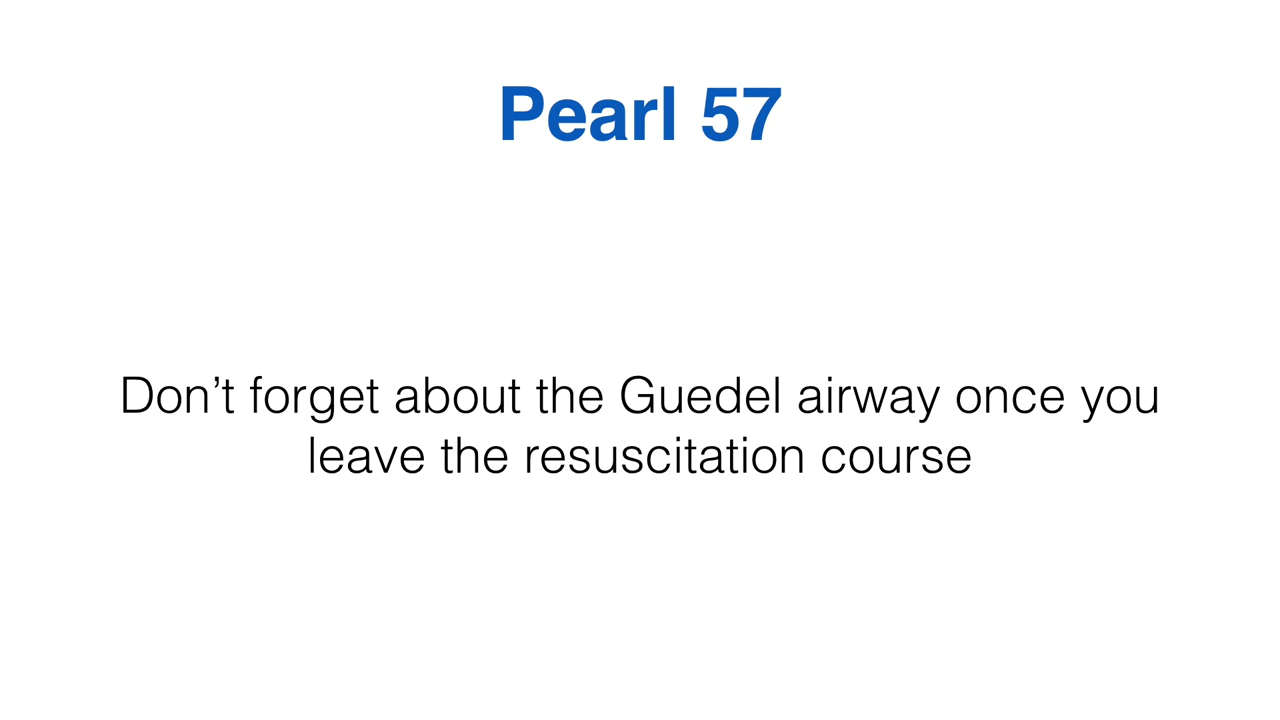 Pearl 57
Don’t forget about the Guedel airway once you
leave the resuscitation course